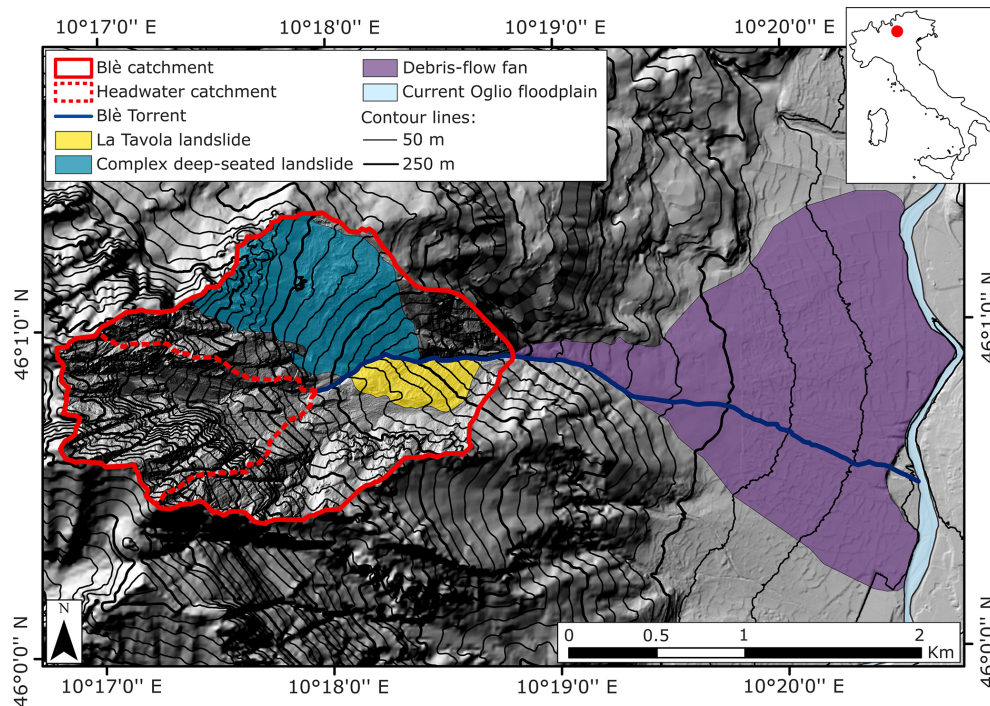 10°17'0'' E
10°18'0'' E
10°19'0'' E
10°20'0'' E
Blè catchment
Headwater catchment
Blè Torrent
La Tavola landslide
Complex deep-seated landslide
Debris-flow fan
Current Oglio floodplain
Contour lines:
50 m
250 m
46°1'0'' N
46°1'0'' N
46°0'0'' N
46°0'0'' N
N
0 0.5 1 2
Km
10°17'0'' E
10°18'0'' E
10°19'0'' E
10°20'0'' E